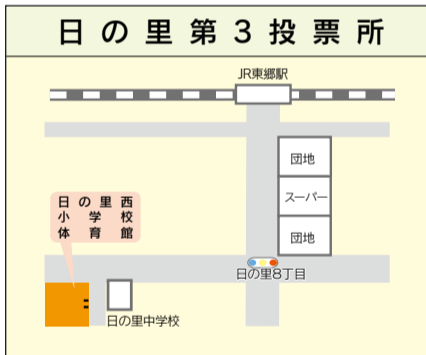 日の里第3投票所
JR東郷駅
団地
スーパー
団地
日の里西
小学校
体育館
日の里8丁目
日の里中学校